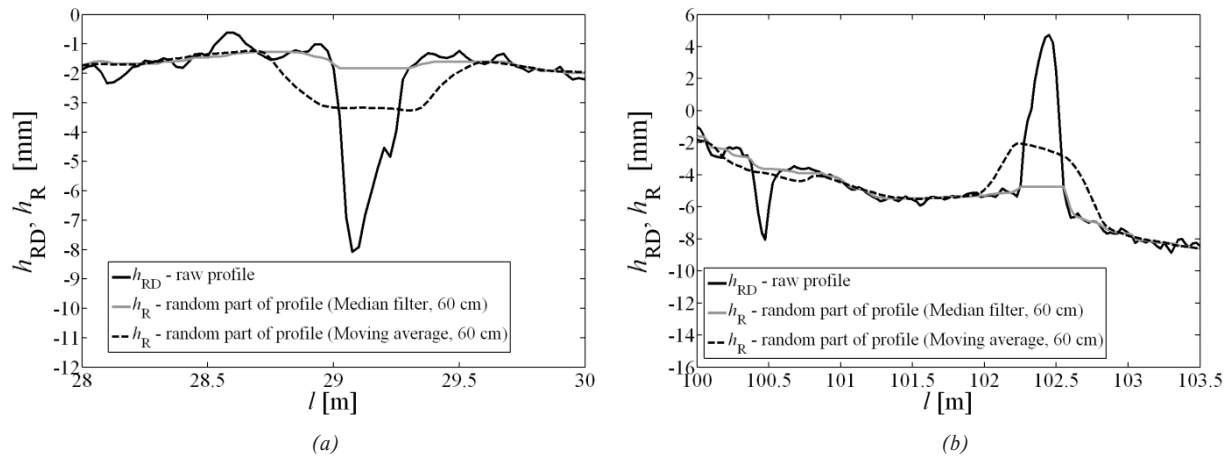 0
-1
-2
-3
-4
-5
-6
-7
-8
-9
-10
-11
-12
h_RD, h_R [mm]
h_RD - raw profile
h_R - random part of profile (Median filter, 60 cm)
h_R - random part of profile (Moving average, 60 cm)
28 28.5 29 29.5 30
l [m]
(a)
6
4
2
0
-2
-4
-6
-8
-10
-12
-14
-16
h_RD, h_R [mm]
h_RD - raw profile
h_R - random part of profile (Median filter, 60 cm)
h_R - random part of profile (Moving average, 60 cm)
100 100.5 101 101.5 102 102.5 103 103.5
l [m]
(b)